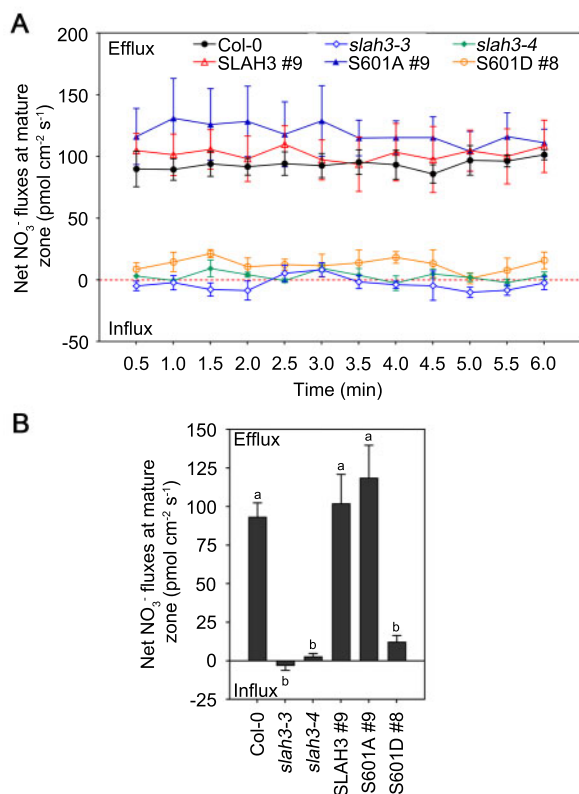 A
Efflux
Col-0
slah3-3
slah3-4
SLAH3 #9
S601A #9
S601D #8
200
150
100
50
0
-50
Influx
Net NO3- fluxes at mature
zone (pmol cm-2 s-1)
0.5 1.0 1.5 2.0 2.5 3.0 3.5 4.0 4.5 5.0 5.5 6.0
Time (min)
B
Efflux
150
125
100
75
50
25
0
-25
a
b
b
a
a
b
Influx
Net NO3- fluxes at mature
zone (pmol cm-2 s-1)
Col-0
slah3-3
slah3-4
SLAH3 #9
S601A #9
S601D #8